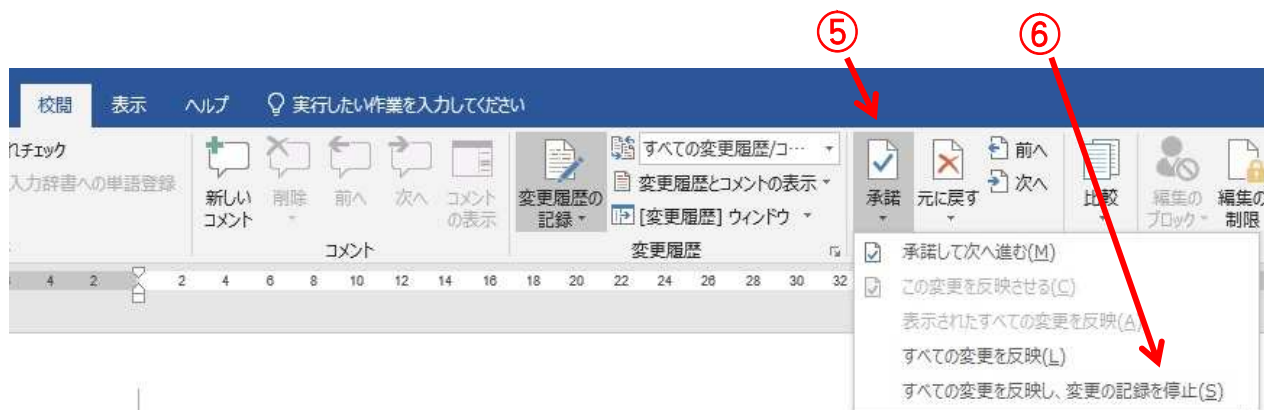 ⑤ ⑥
校閲 表示 ヘルプ 実行したい作業を入力してください
れチェック
入力辞書への単語登録
新しい
コメント
削除
前へ
次へ
コメント
の表示
コメント
変更履歴の
記録
すべての変更履歴/コ…
変更履歴とコメントの表示
[変更履歴] ウィンドウ
変更履歴
承諾
元に戻す
前へ
次へ
比較
編集の
ブロック
編集の
制限
4 2 2 4 6 8 10 12 14 16 18 20 22 24 26 28 30 32
承諾して次へ進む(M)
この変更を反映させる(C)
表示されたすべての変更を反映(A
すべての変更を反映(L)
すべての変更を反映し、変更の記録を停止(S)